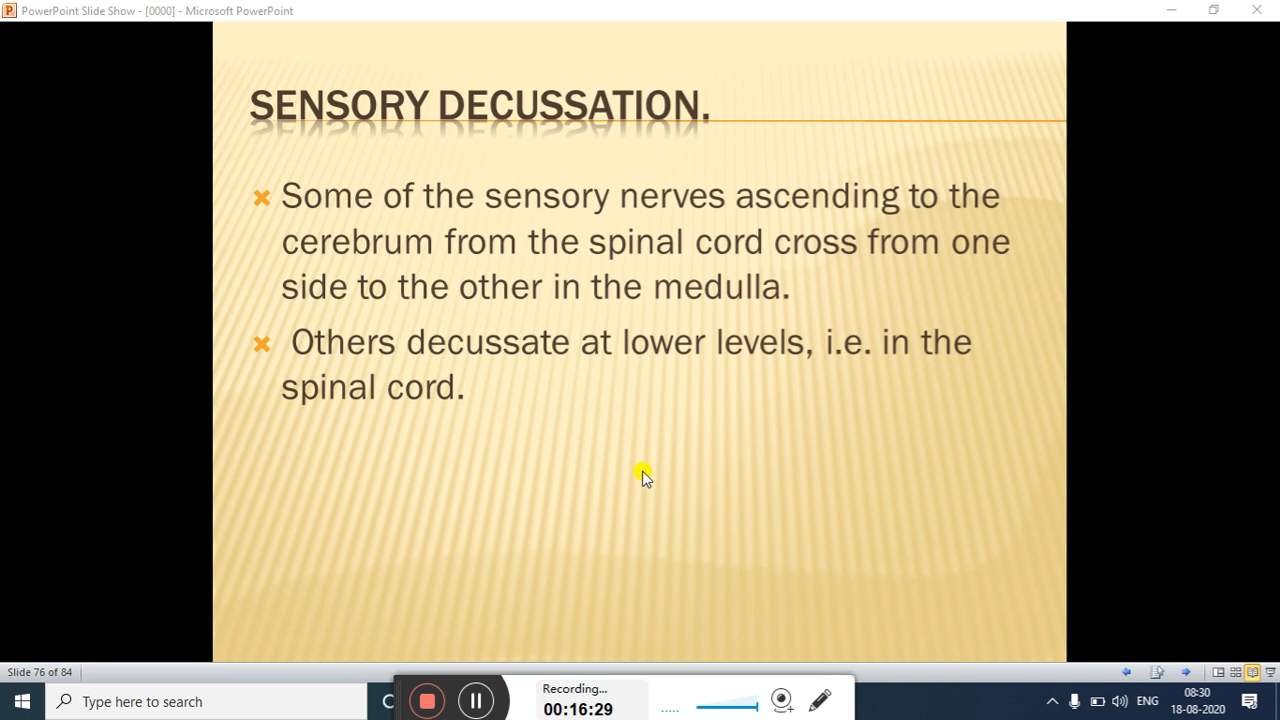 PowerPoint Slide Show - [0000] - Microsoft PowerPoint
SENSORY DECUSSATION.
Some of the sensory nerves ascending to the
cerebrum from the spinal cord cross from one
side to the other in the medulla.
Others decussate at lower levels, i.e. in the
spinal cord.
Slide 76 of 84
Type here to search
Recording...
00:16:29
ENG
08:30
18-08-2020